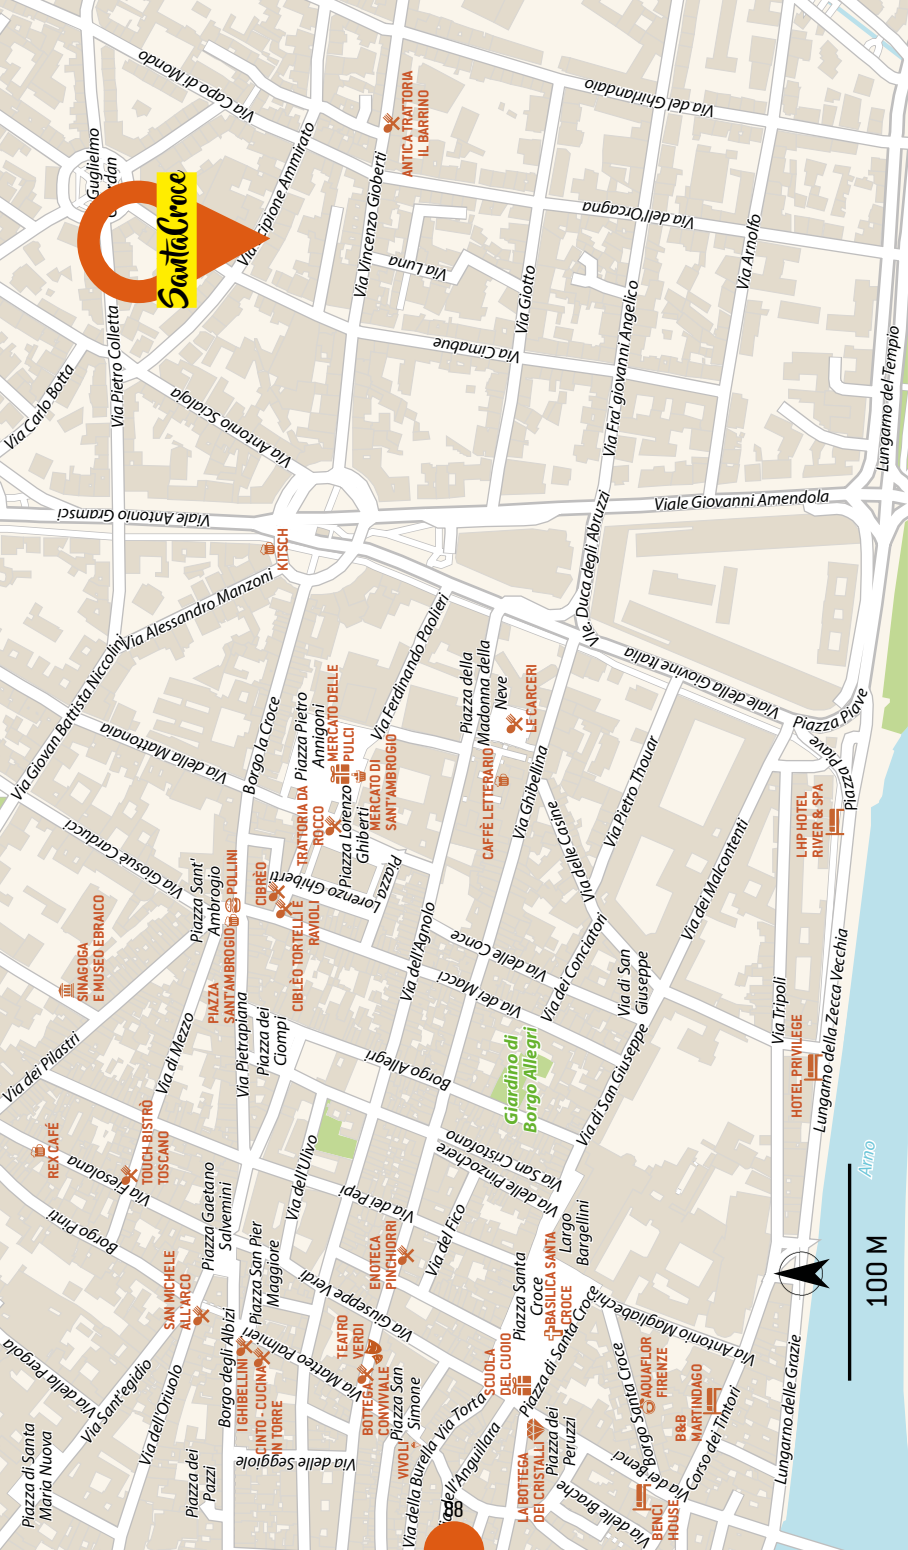 SantaCroce
Via Capo di Mondo
Guglielmo
Via Scipione Ammirato
ANTICA TRATTORIA
IL BARRINO
Via Vincenzo Gioberti
Via Luna
Via del Ghirlandaio
Via dell'Orcagna
Via Giotto
Via Cimabue
Via Arnolfo
Via Fra' giovanni Angelico
Lungarno del Tempio
Via Pietro Colletta
Via Carlo Botta
Via Antonio Scialoja
Viale Antonio Gramsci
Viale Giovanni Amendola
Vle. Duca degli Abruzzi
KITSCH
Via Alessandro Manzoni
Via Giovan Battista Niccolini
Via della Mattonaia
Borgo la Croce
Via Ferdinando Paolieri
Piazza Pietro
Annigoni
MERCATO DELLE
PULCI
MERCATO DI
SANT'AMBROGIO
TRATTORIA DA
ROCCO
Piazza Lorenzo
Ghiberti
Piazza della
Madonna della
Neve
LE CARCERI
CAFFÈ LETTERARIO
Via Ghibellina
Viale della Giovine Italia
Piazza Piave
Piazza Piave
Via Pietro Thouar
Via delle Casine
Via dei Malcontenti
LHP HOTEL
RIVER & SPA
Via Giosuè Carducci
Piazza Sant'
Ambrogio
POLLINI
CIBRÈO
Piazza
Lorenzo Ghiberti
CIBLÈO TORTELLI E
RAVIOLI
PIAZZA
SANT'AMBROGIO
SINAGOGA
E MUSEO EBRAICO
Via dell'Agnolo
Via delle Conce
Via dei Macci
Via dei Conciatori
Via di San
Giuseppe
Via Tripoli
Lungarno della Zecca Vecchia
HOTEL PRIVILEGE
Via dei Pilastri
Via di Mezzo
Via Pietrapiana
Piazza dei
Ciompi
Borgo Allegri
Giardino di
Borgo Allegri
Via di San Giuseppe
REX CAFÉ
TOUCH BISTRÒ
TOSCANO
Via Fiesolana
Borgo Pinti
Piazza Gaetano
Salvemini
Via dell'Ulivo
Via dei Pepi
Via San Cristofano
Via delle Pinzochere
Via del Fico
Largo
Bargellini
Arno
100 M
SAN MICHELE
ALL'ARCO
Piazza San Pier
Maggiore
Via Giuseppe Verdi
ENOTECA
PINCHIORRI
Piazza Santa
Croce
BASILICA SANTA
CROCE
Piazza di Santa Croce
Via Antonio Magliabechi
Via della Pergola
Via Sant'egidio
Via dell'Oriuolo
Borgo degli Albizi
I GHIBELLINI
CINTO - CUCINA
IN TORRE
Via Matteo Palmieri
TEATRO
VERDI
BOTTEGA
CONVIVIALE
Piazza San
Simone
VIVOLI
SCUOLA
DEL CUOIO
Via Torta
Via della Burella
Via dell'Anguillara
LA BOTTEGA
DEI CRISTALLI
Piazza dei
Peruzzi
Borgo Santa Croce
AQUAFLOR
FIRENZE
B&B
MARTINDAGO
Corso dei Tintori
Lungarno delle Grazie
Via dei Benci
Via delle Brache
BENCI
HOUSE
Piazza di Santa
Maria Nuova
Piazza dei
Pazzi
Via delle Seggiole
88